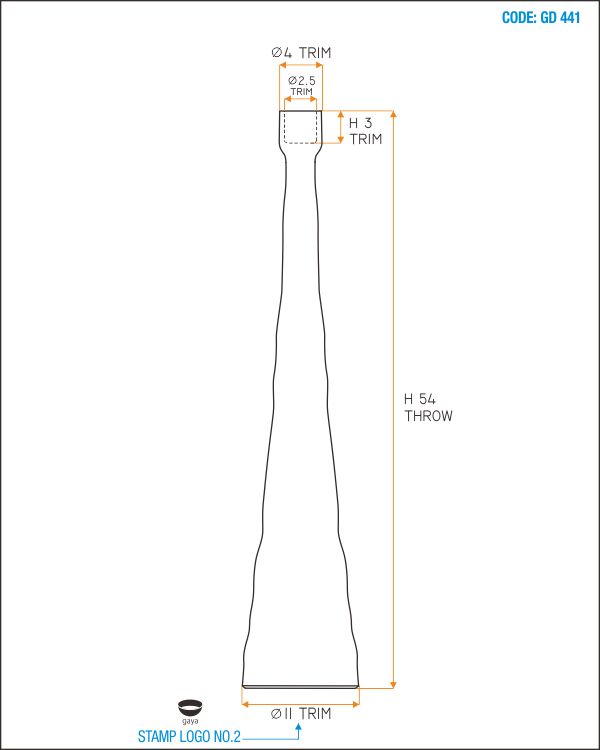 CODE: GD 441
Ø4 TRIM
Ø2.5
TRIM
H 3
TRIM
H 54
THROW
gaya
Ø11 TRIM
STAMP LOGO NO.2